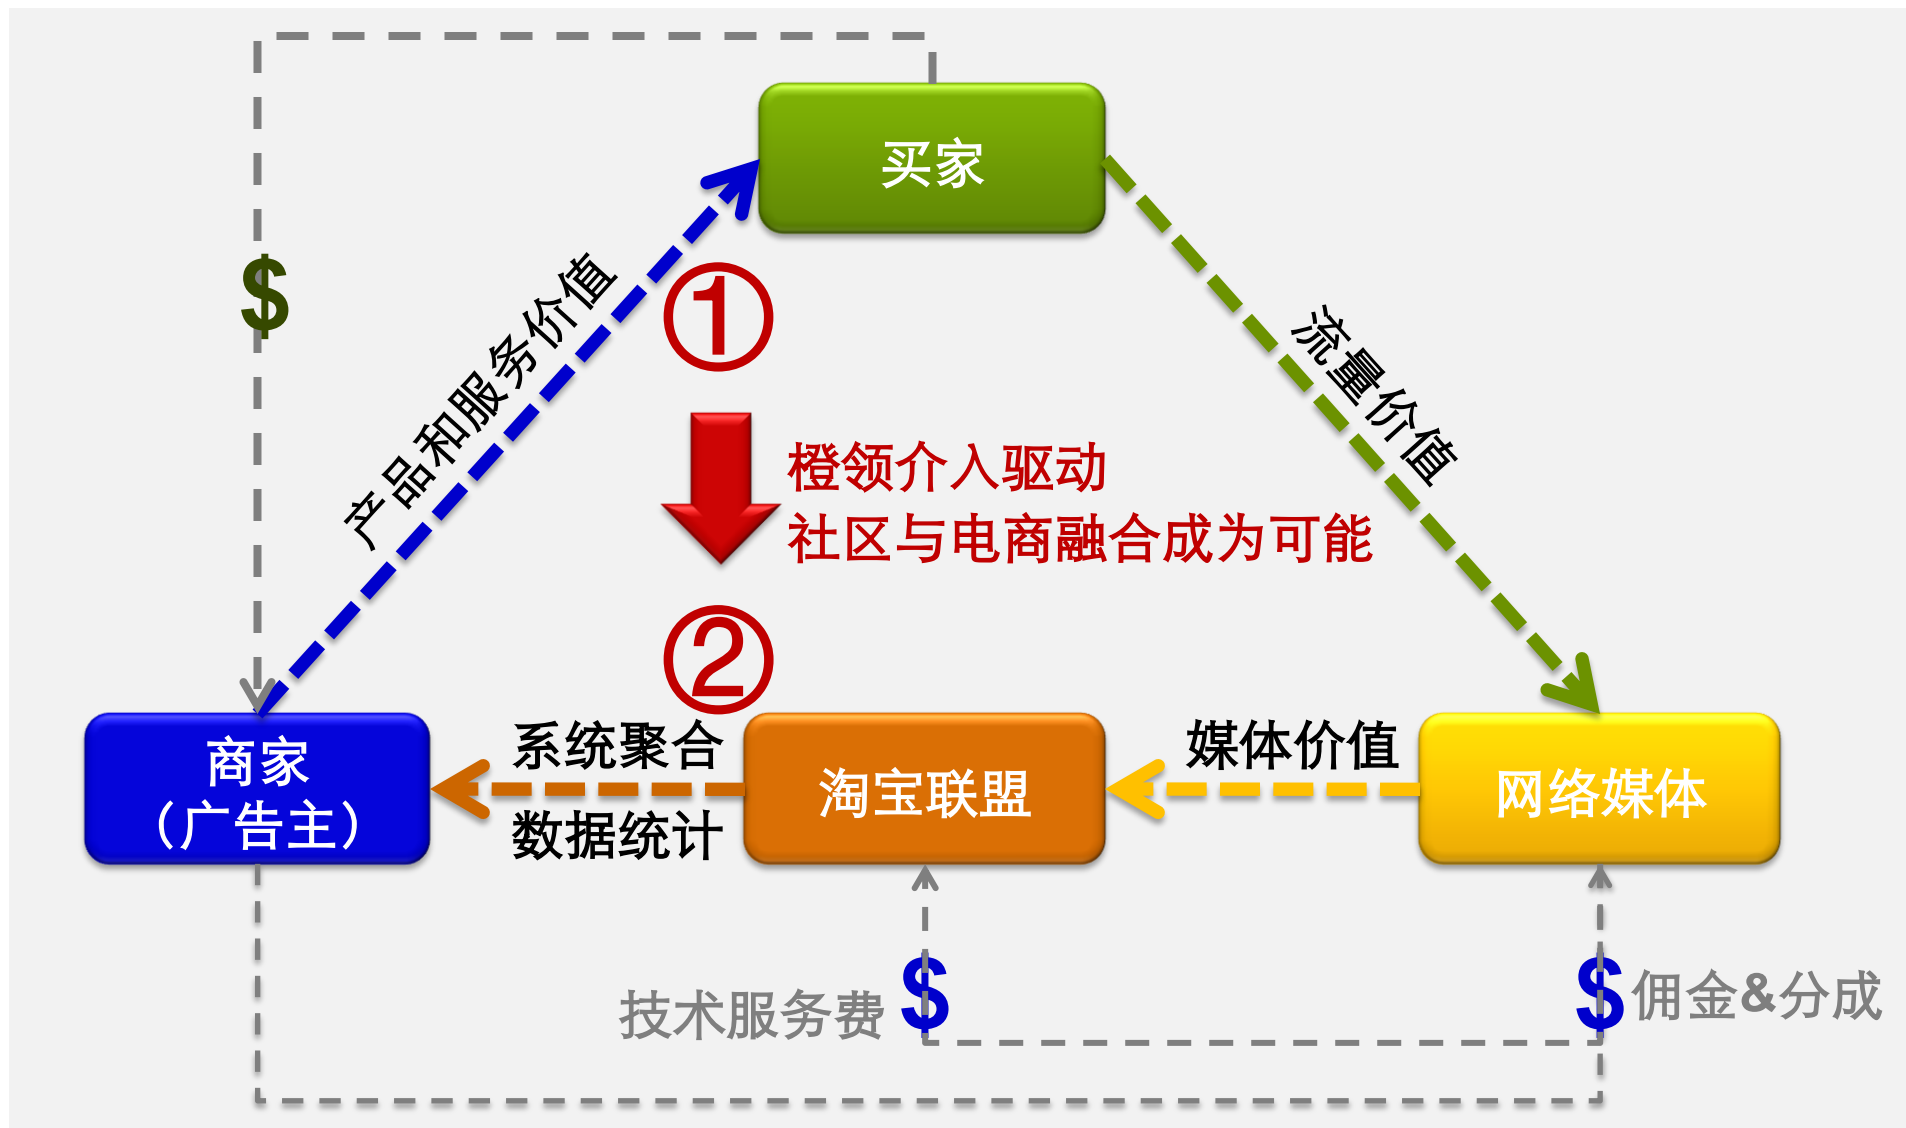 买家
$
产品和服务价值
①
流量价值
橙领介入驱动
社区与电商融合成为可能
②
商家
（广告主）
系统聚合
数据统计
淘宝联盟
媒体价值
网络媒体
技术服务费
$
$
佣金&分成